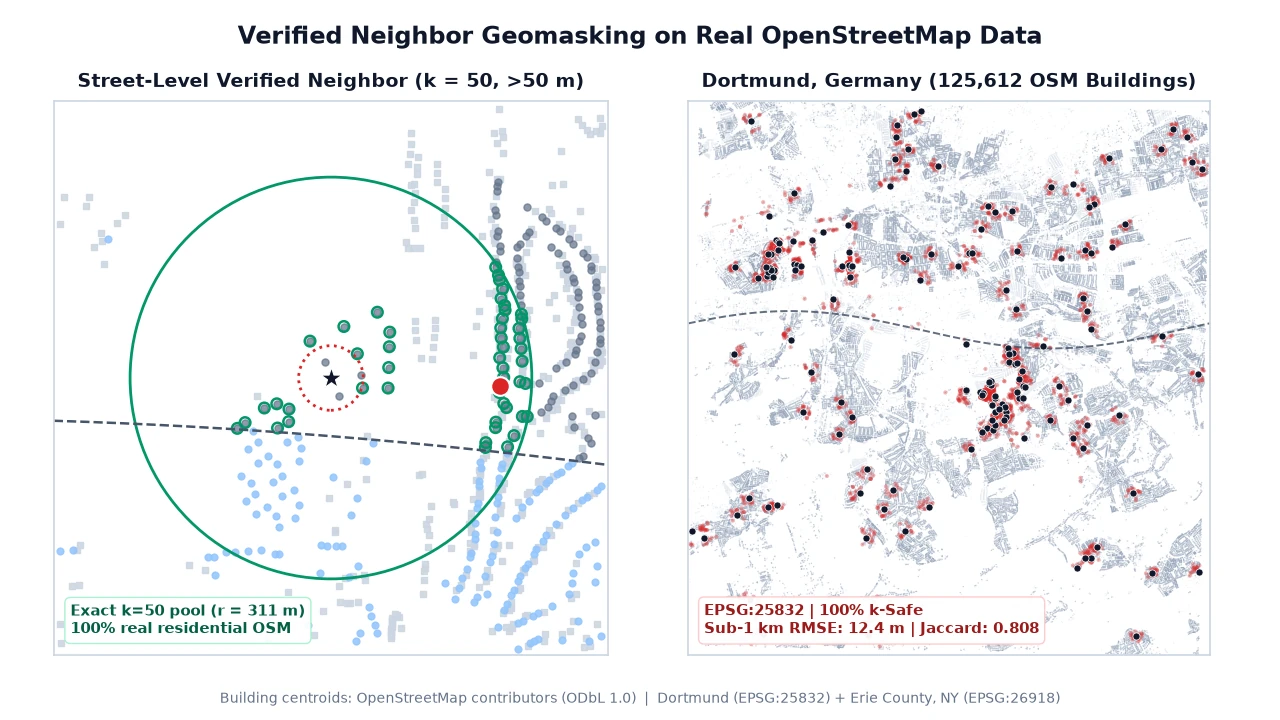 Verified Neighbor Geomasking on Real OpenStreetMap Data
Street-Level Verified Neighbor (k = 50, >50 m)
Dortmund, Germany (125,612 OSM Buildings)
Exact k=50 pool (r = 311 m)
100% real residential OSM
EPSG:25832 | 100% k-Safe
Sub-1 km RMSE: 12.4 m | Jaccard: 0.808
Building centroids: OpenStreetMap contributors (ODbL 1.0) | Dortmund (EPSG:25832) + Erie County, NY (EPSG:26918)